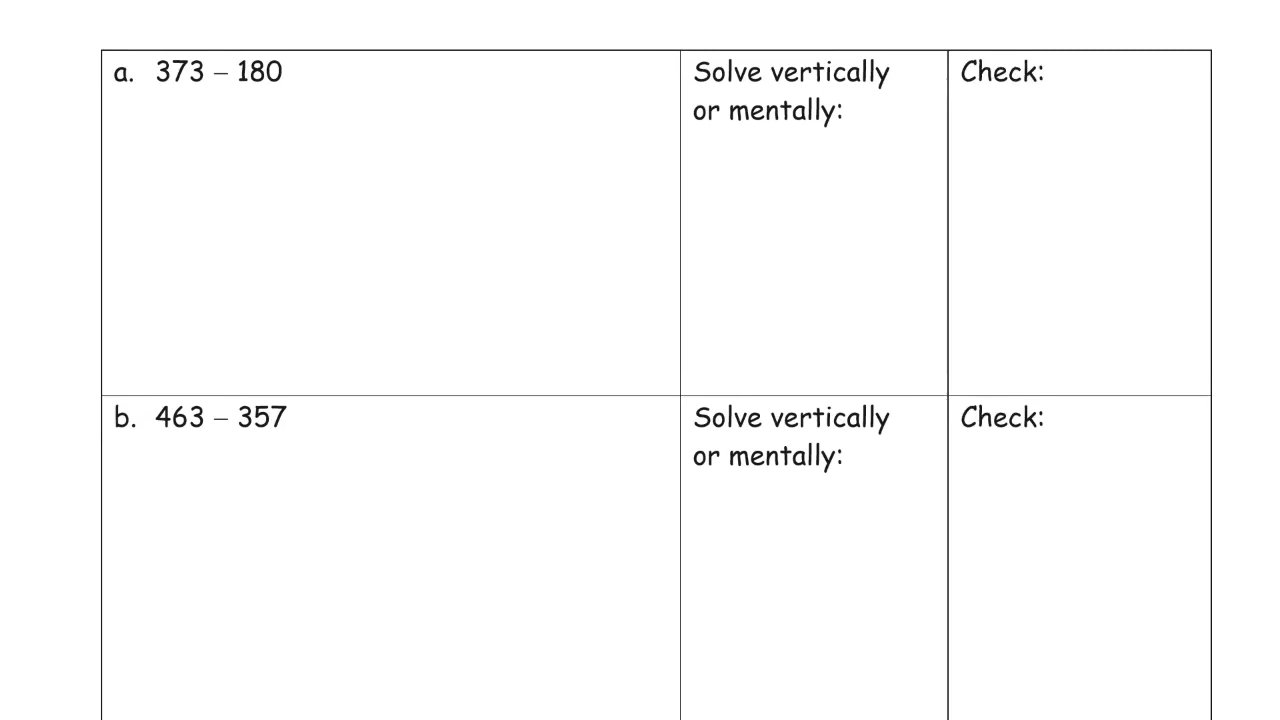 a. 373 – 180
Solve vertically
or mentally:
Check:
b. 463 – 357
Solve vertically
or mentally:
Check: